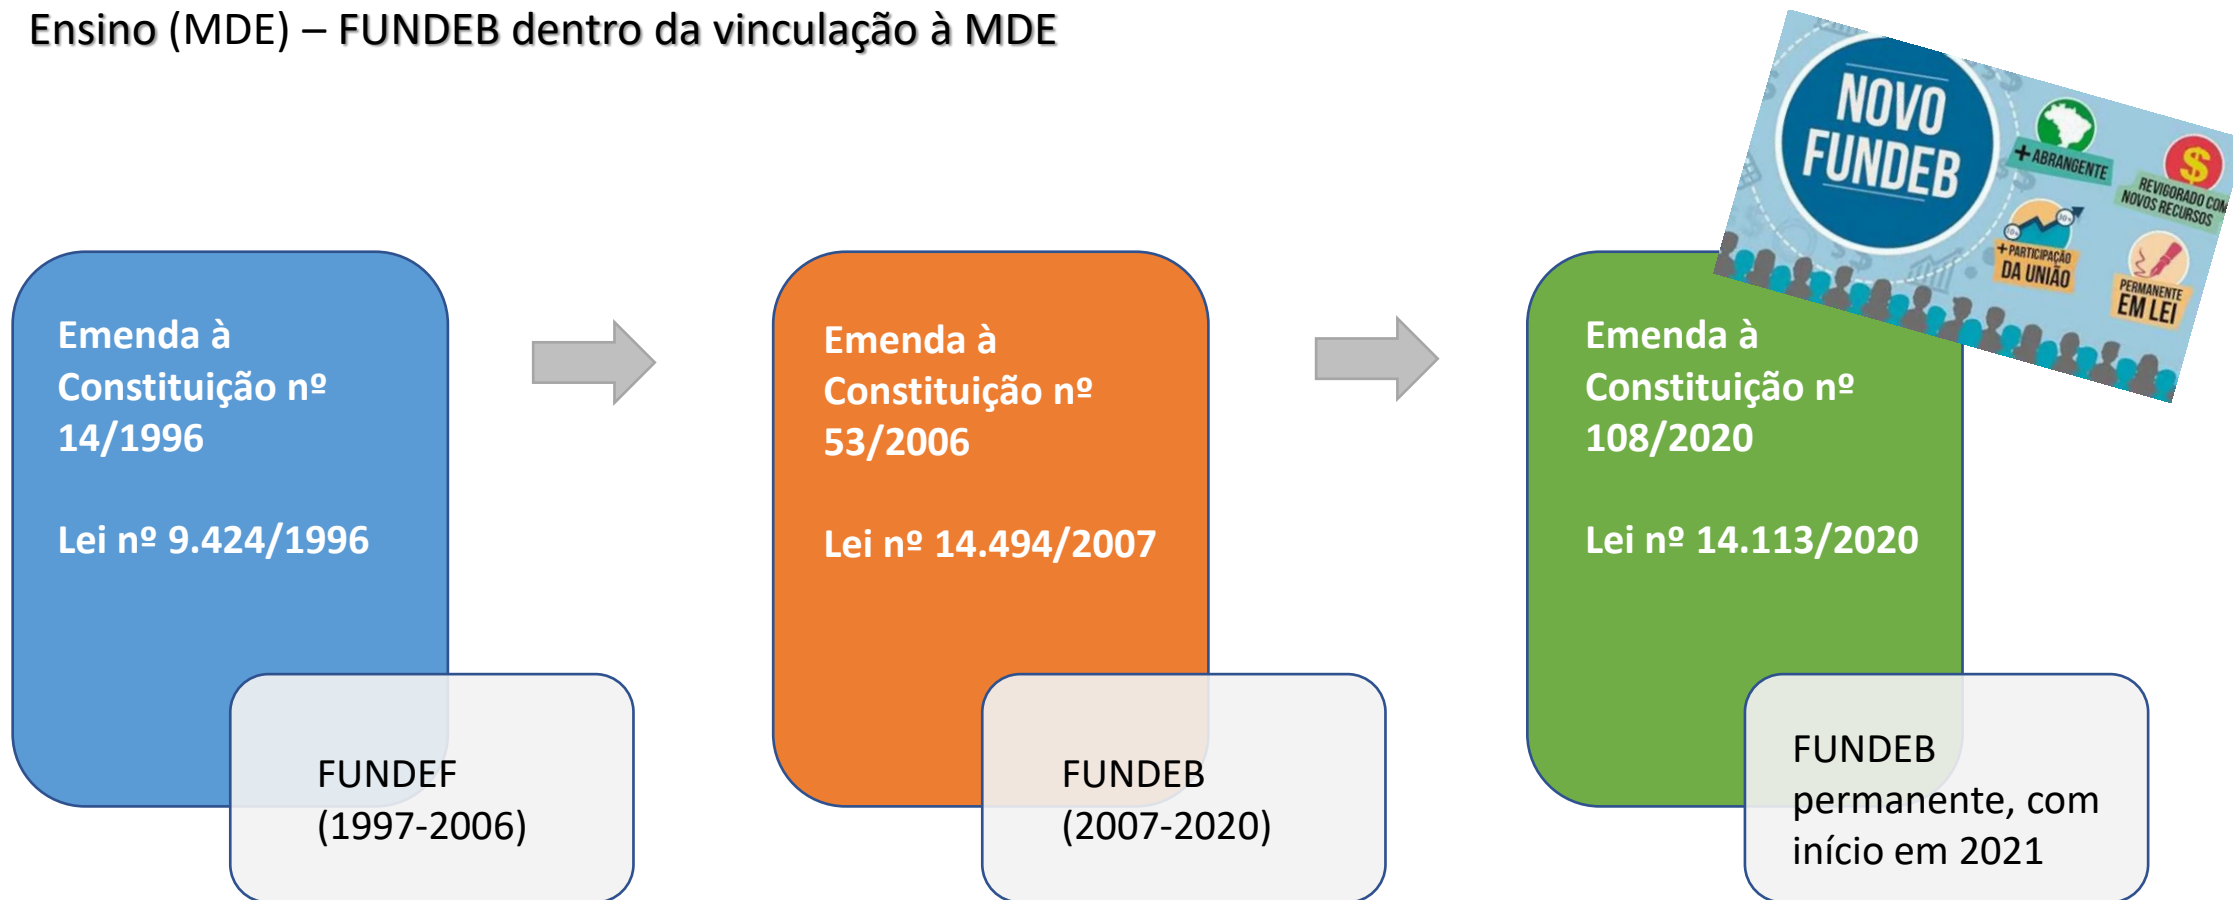 Ensino (MDE) – FUNDEB dentro da vinculação à MDE
NOVO
FUNDEB
+ ABRANGENTE
REVIGORADO COM
NOVOS RECURSOS
+ PARTICIPAÇÃO
DA UNIÃO
PERMANENTE
EM LEI
Emenda à
Constituição nº
14/1996
Lei nº 9.424/1996
FUNDEF
(1997-2006)
Emenda à
Constituição nº
53/2006
Lei nº 14.494/2007
FUNDEB
(2007-2020)
Emenda à
Constituição nº
108/2020
Lei nº 14.113/2020
FUNDEB
permanente, com
início em 2021